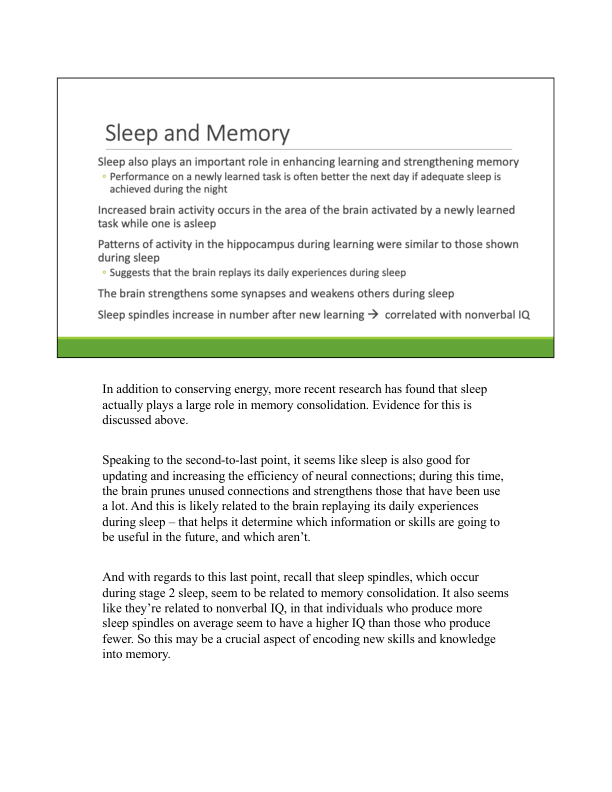 Sleep and Memory
Sleep also plays an important role in enhancing learning and strengthening memory
◦ Performance on a newly learned task is often better the next day if adequate sleep is
achieved during the night
Increased brain activity occurs in the area of the brain activated by a newly learned
task while one is asleep
Patterns of activity in the hippocampus during learning were similar to those shown
during sleep
◦ Suggests that the brain replays its daily experiences during sleep
The brain strengthens some synapses and weakens others during sleep
Sleep spindles increase in number after new learning → correlated with nonverbal IQ
In addition to conserving energy, more recent research has found that sleep
actually plays a large role in memory consolidation. Evidence for this is
discussed above.
Speaking to the second-to-last point, it seems like sleep is also good for
updating and increasing the efficiency of neural connections; during this time,
the brain prunes unused connections and strengthens those that have been use
a lot. And this is likely related to the brain replaying its daily experiences
during sleep – that helps it determine which information or skills are going to
be useful in the future, and which aren’t.
And with regards to this last point, recall that sleep spindles, which occur
during stage 2 sleep, seem to be related to memory consolidation. It also seems
like they’re related to nonverbal IQ, in that individuals who produce more
sleep spindles on average seem to have a higher IQ than those who produce
fewer. So this may be a crucial aspect of encoding new skills and knowledge
into memory.